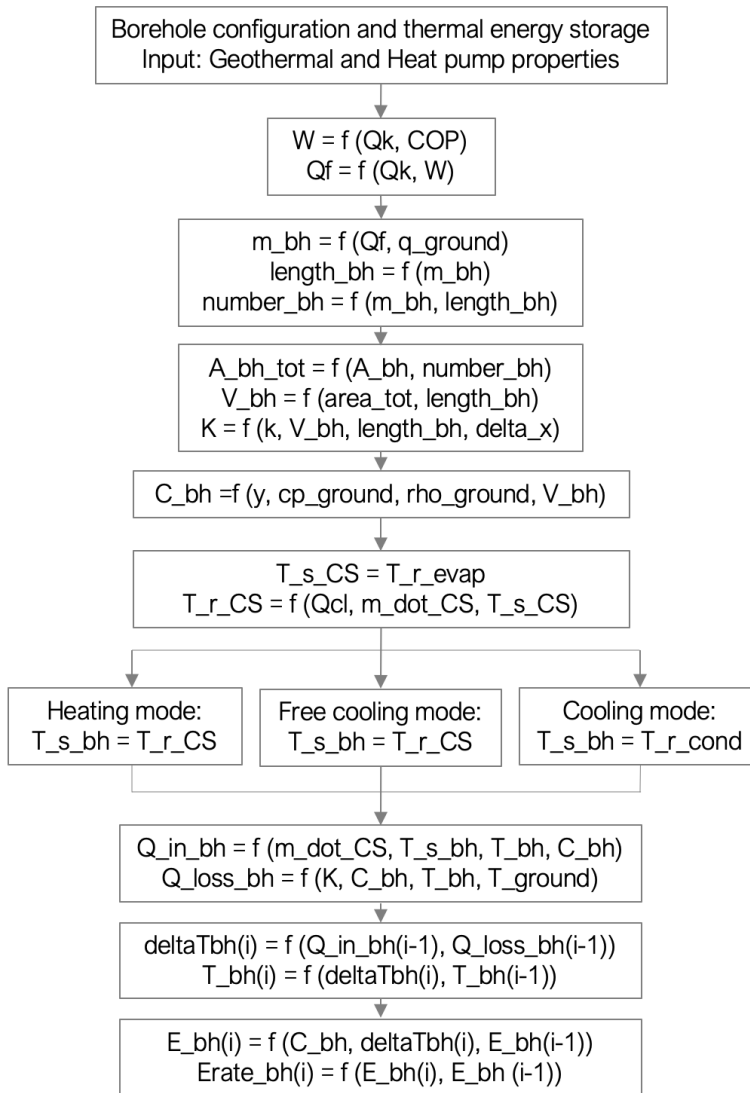 Borehole configuration and thermal energy storage
Input: Geothermal and Heat pump properties
W = f (Qk, COP)
Qf = f (Qk, W)
m_bh = f (Qf, q_ground)
length_bh = f (m_bh)
number_bh = f (m_bh, length_bh)
A_bh_tot = f (A_bh, number_bh)
V_bh = f (area_tot, length_bh)
K = f (k, V_bh, length_bh, delta_x)
C_bh =f (y, cp_ground, rho_ground, V_bh)
T_s_CS = T_r_evap
T_r_CS = f (Qcl, m_dot_CS, T_s_CS)
Heating mode:
T_s_bh = T_r_CS
Free cooling mode:
T_s_bh = T_r_CS
Cooling mode:
T_s_bh = T_r_cond
Q_in_bh = f (m_dot_CS, T_s_bh, T_bh, C_bh)
Q_loss_bh = f (K, C_bh, T_bh, T_ground)
deltaTbh(i) = f (Q_in_bh(i-1), Q_loss_bh(i-1))
T_bh(i) = f (deltaTbh(i), T_bh(i-1))
E_bh(i) = f (C_bh, deltaTbh(i), E_bh(i-1))
Erate_bh(i) = f (E_bh(i), E_bh (i-1))